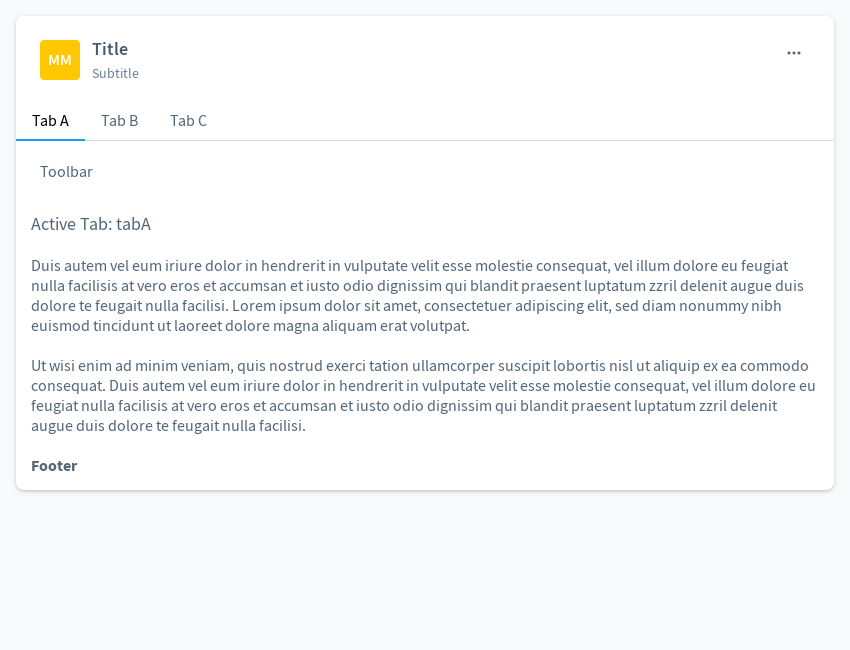 MM
Title
Subtitle
Tab A Tab B Tab C
Toolbar
Active Tab: tabA
Duis autem vel eum iriure dolor in hendrerit in vulputate velit esse molestie consequat, vel illum dolore eu feugiat
nulla facilisis at vero eros et accumsan et iusto odio dignissim qui blandit praesent luptatum zzril delenit augue duis
dolore te feugait nulla facilisi. Lorem ipsum dolor sit amet, consectetuer adipiscing elit, sed diam nonummy nibh
euismod tincidunt ut laoreet dolore magna aliquam erat volutpat.
Ut wisi enim ad minim veniam, quis nostrud exerci tation ullamcorper suscipit lobortis nisl ut aliquip ex ea commodo
consequat. Duis autem vel eum iriure dolor in hendrerit in vulputate velit esse molestie consequat, vel illum dolore eu
feugiat nulla facilisis at vero eros et accumsan et iusto odio dignissim qui blandit praesent luptatum zzril delenit
augue duis dolore te feugait nulla facilisi.
Footer